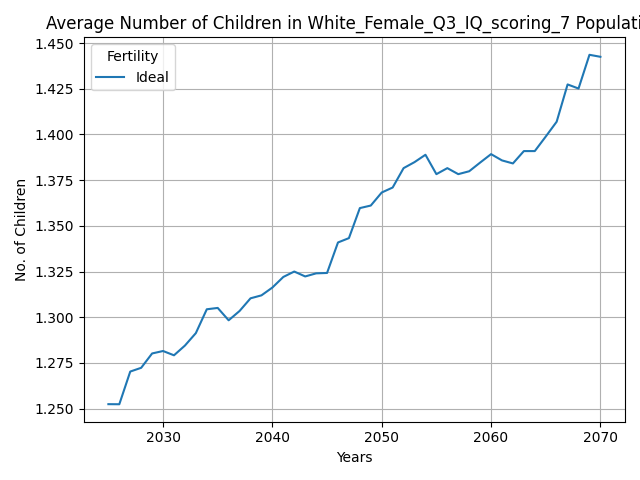 Average Number of Children in White_Female_Q3_IQ_scoring_7 Populati
Fertility
Ideal
No. of Children
1.450
1.425
1.400
1.375
1.350
1.325
1.300
1.275
1.250
2030 2040 2050 2060 2070
Years